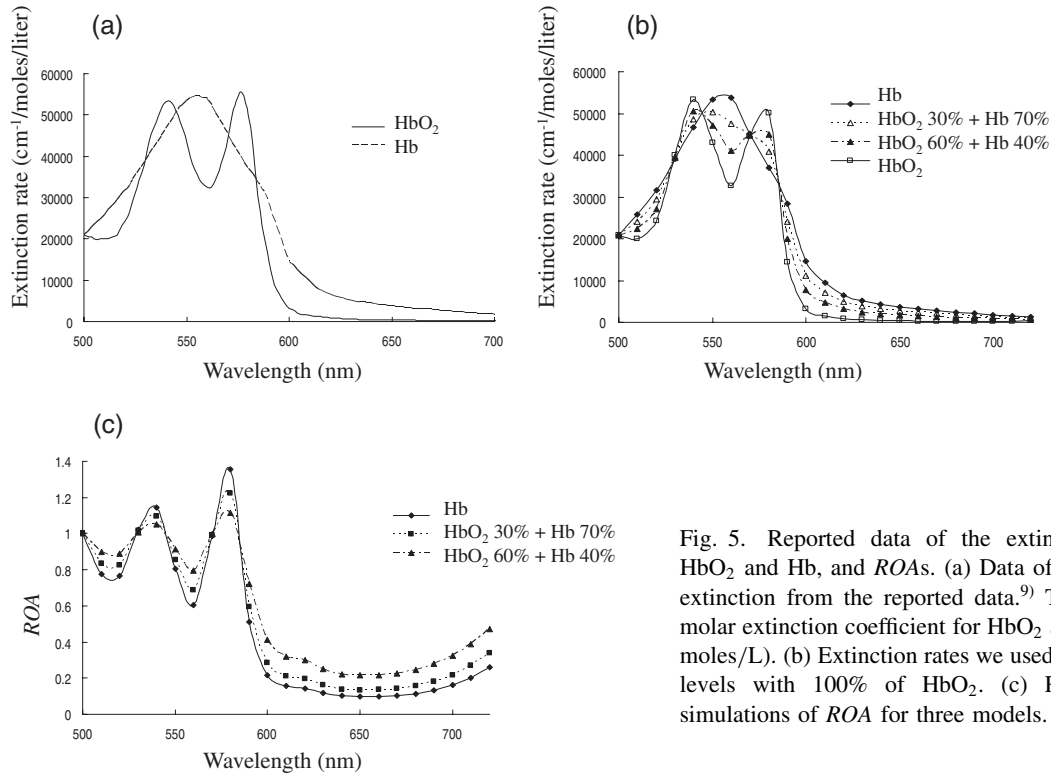 (a)
Extinction rate (cm⁻¹/moles/liter)
60000
50000
40000
30000
20000
10000
0
500
550
600
650
700
Wavelength (nm)
HbO₂
Hb
(b)
Extinction rate (cm⁻¹/moles/liter)
60000
50000
40000
30000
20000
10000
0
500
550
600
650
700
Wavelength (nm)
Hb
HbO₂ 30% + Hb 70%
HbO₂ 60% + Hb 40%
HbO₂
(c)
ROA
1.4
1.2
1
0.8
0.6
0.4
0.2
0
500
550
600
650
700
Wavelength (nm)
Hb
HbO₂ 30% + Hb 70%
HbO₂ 60% + Hb 40%
Fig. 5. Reported data of the extin
HbO₂ and Hb, and ROAs. (a) Data of
extinction from the reported data.⁹⁾ T
molar extinction coefficient for HbO₂
moles/L). (b) Extinction rates we used
levels with 100% of HbO₂. (c) E
simulations of ROA for three models.